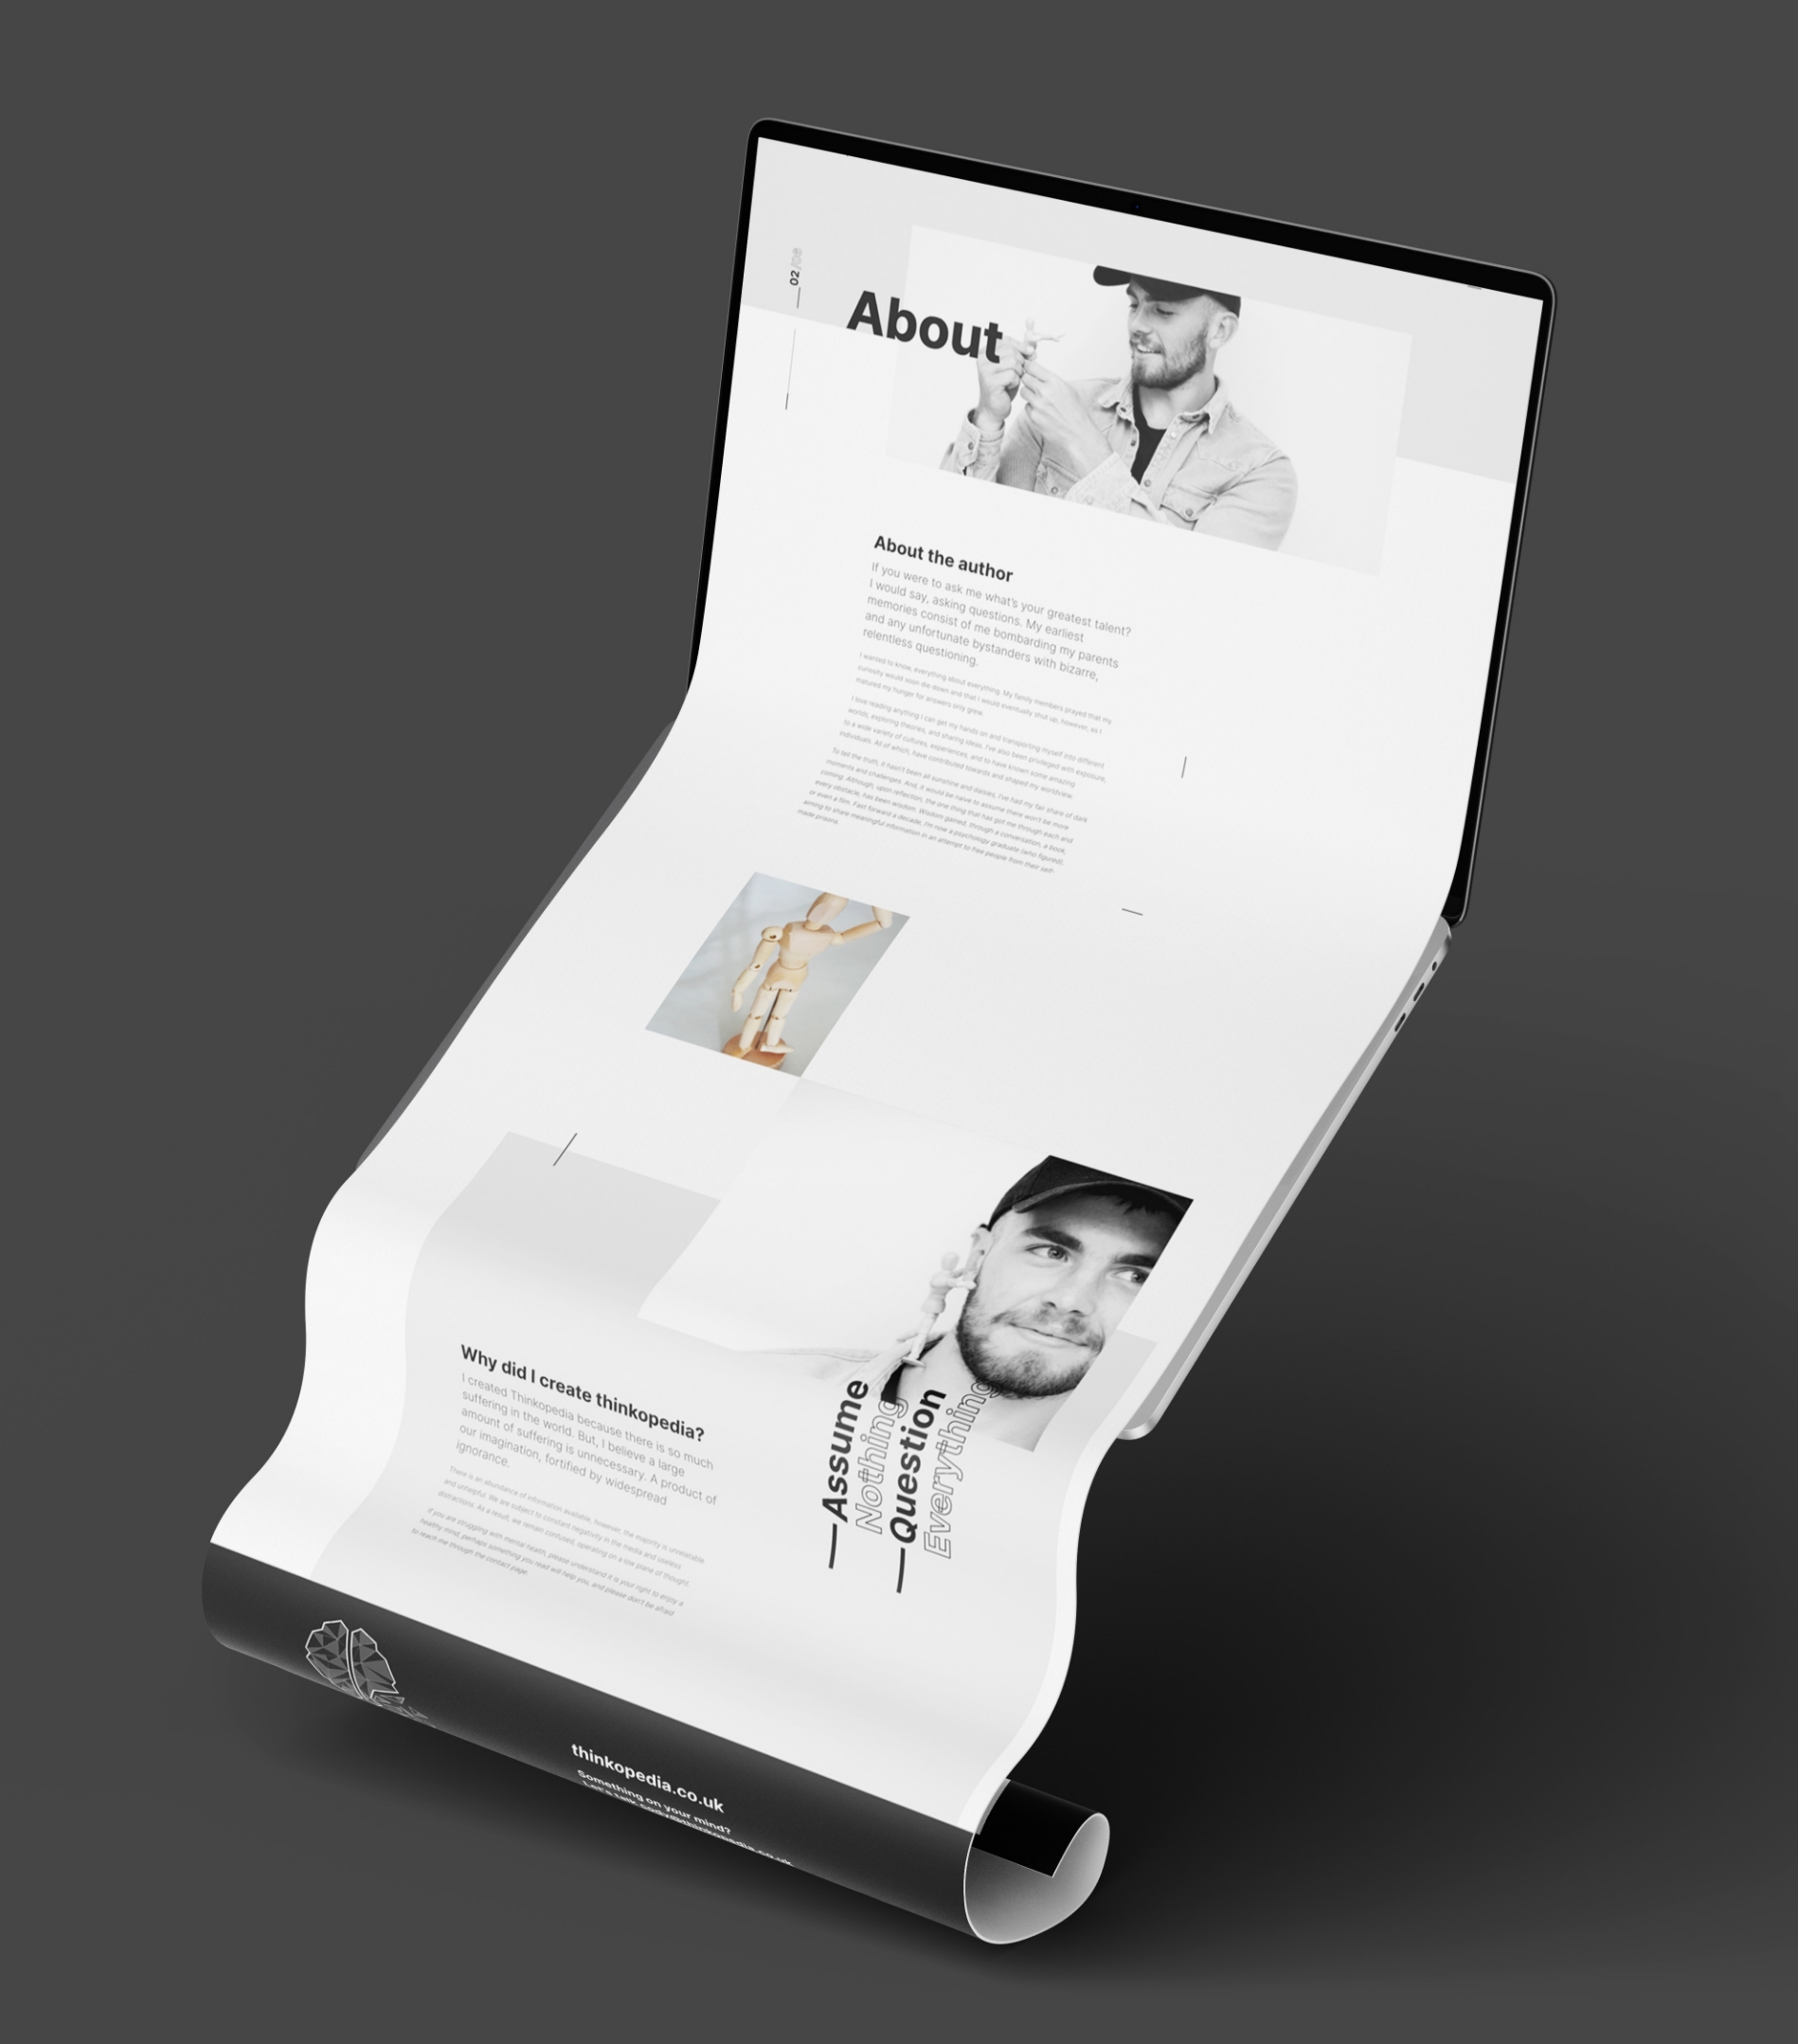 02/08
About
About the author
If you were to ask me what's your greatest talent?
I would say, asking questions. My earliest
memories consist of me bombarding my parents
and any unfortunate bystanders with bizarre,
relentless questioning.
I wanted to know, everything about everything. My family members prayed that my
curiosity would soon die down and that I would eventually shut up, however, as I
matured my hunger for answers only grew.
I love reading anything I can get my hands on and transporting myself into different
worlds, exploring theories, and sharing ideas. I've also been privileged with exposure,
to a wide variety of cultures, experiences, and to have known some amazing
individuals. All of which, have contributed towards and shaped my worldview.
To tell the truth, it hasn't been all sunshine and daisies, I've had my fair share of dark
moments and challenges. And, it would be naive to assume there won't be more
coming. Although, upon reflection, the one thing that has got me through each and
every obstacle, has been wisdom. Wisdom gained, through a conversation, a book,
or even a film. Fast forward a decade, I'm now a psychology graduate (who figured),
aiming to share meaningful information in an attempt to free people from their self-
made prisons.
Why did I create thinkopedia?
I created Thinkopedia because there is so much
suffering in the world. But, I believe a large
amount of suffering is unnecessary. A product of
our imagination, fortified by widespread
ignorance.
There is an abundance of information available, however, the majority is unreliable
and unhelpful. We are subject to constant negativity in the media and useless
distractions. As a result, we remain confused, operating on a low plane of thought.
If you are struggling with mental health, please understand it is your right to enjoy a
healthy mind, perhaps something you read will help you, and please don't be afraid
to reach me through the contact page.
Assume
Nothing
Question
Everything
thinkopedia.co.uk
Something on your mind?
Let's talk